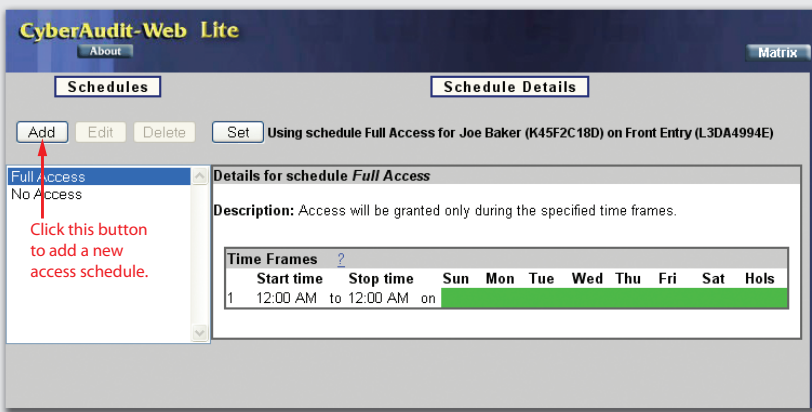 CyberAudit-Web Lite
About
Matrix
Schedules
Schedule Details
Add Edit Delete Set Using schedule Full Access for Joe Baker (K45F2C18D) on Front Entry (L3DA4994E)
Full Access
No Access
Click this button
to add a new
access schedule.
Details for schedule Full Access
Description: Access will be granted only during the specified time frames.
Time Frames ?
Start time Stop time Sun Mon Tue Wed Thu Fri Sat Hols
1 12:00 AM to 12:00 AM on